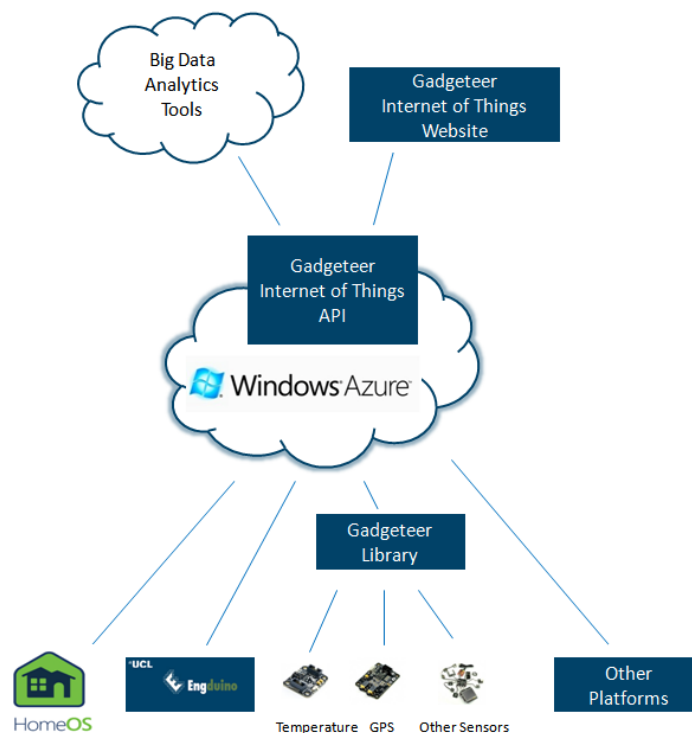 Big Data
Analytics
Tools
Gadgeteer
Internet of Things
Website
Gadgeteer
Internet of Things
API
Windows Azure
Gadgeteer
Library
UCL
Engduino
Other
Platforms
HomeOS
Temperature GPS Other Sensors